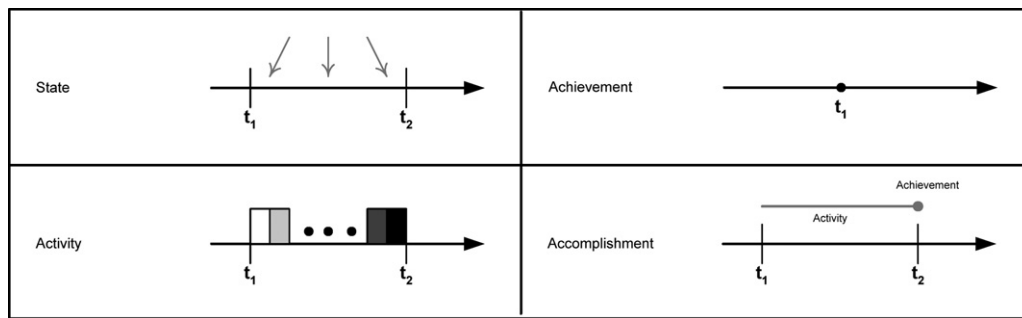 State
t1
t2
Achievement
t1
Activity
t1
t2
Achievement
Activity
Accomplishment
t1
t2